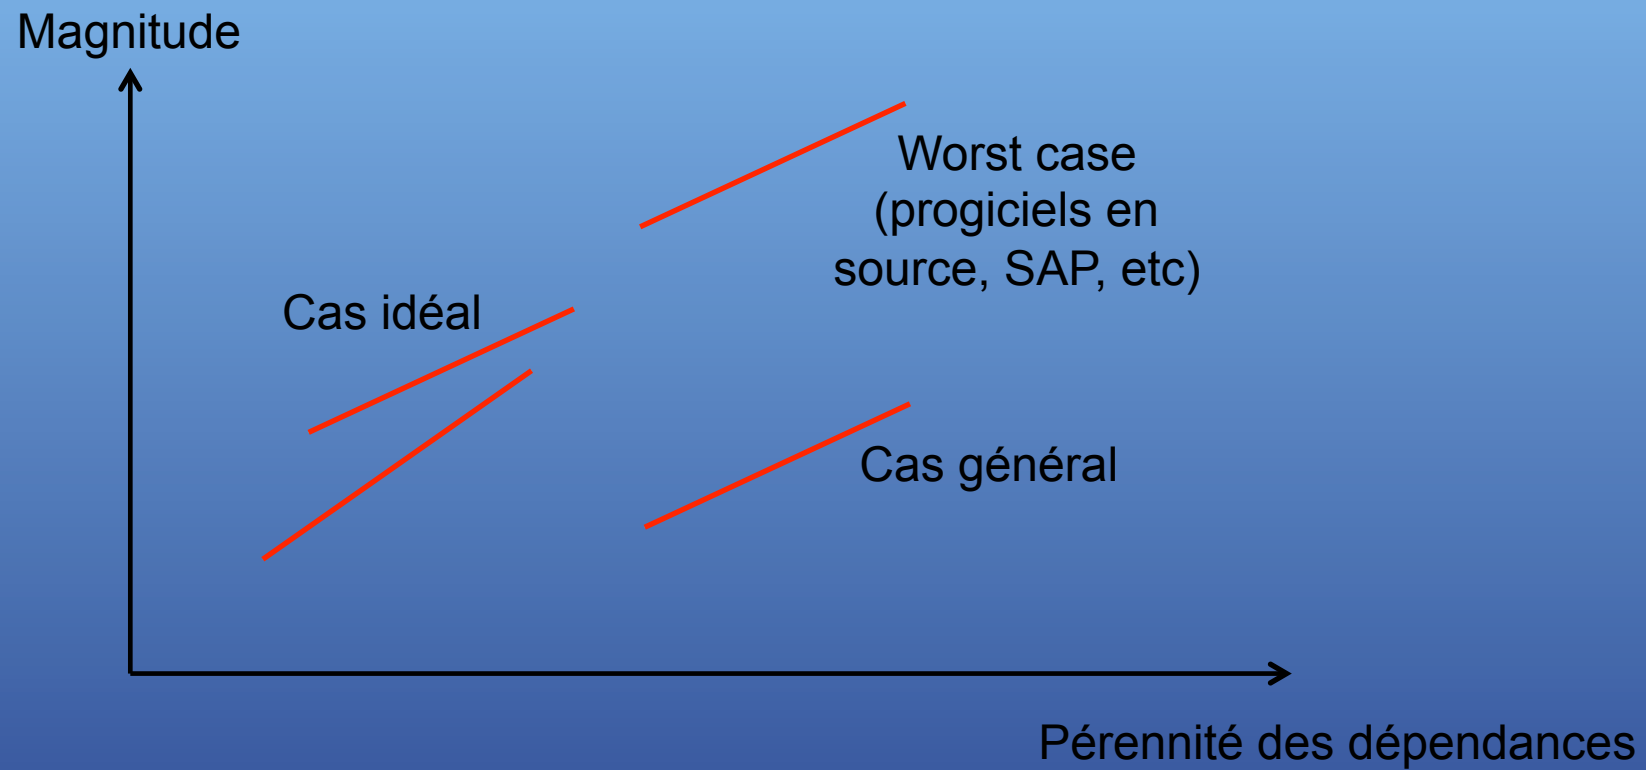 Magnitude
Worst case
(progiciels en
source, SAP, etc)
Cas idéal
Cas général
Pérennité des dépendances